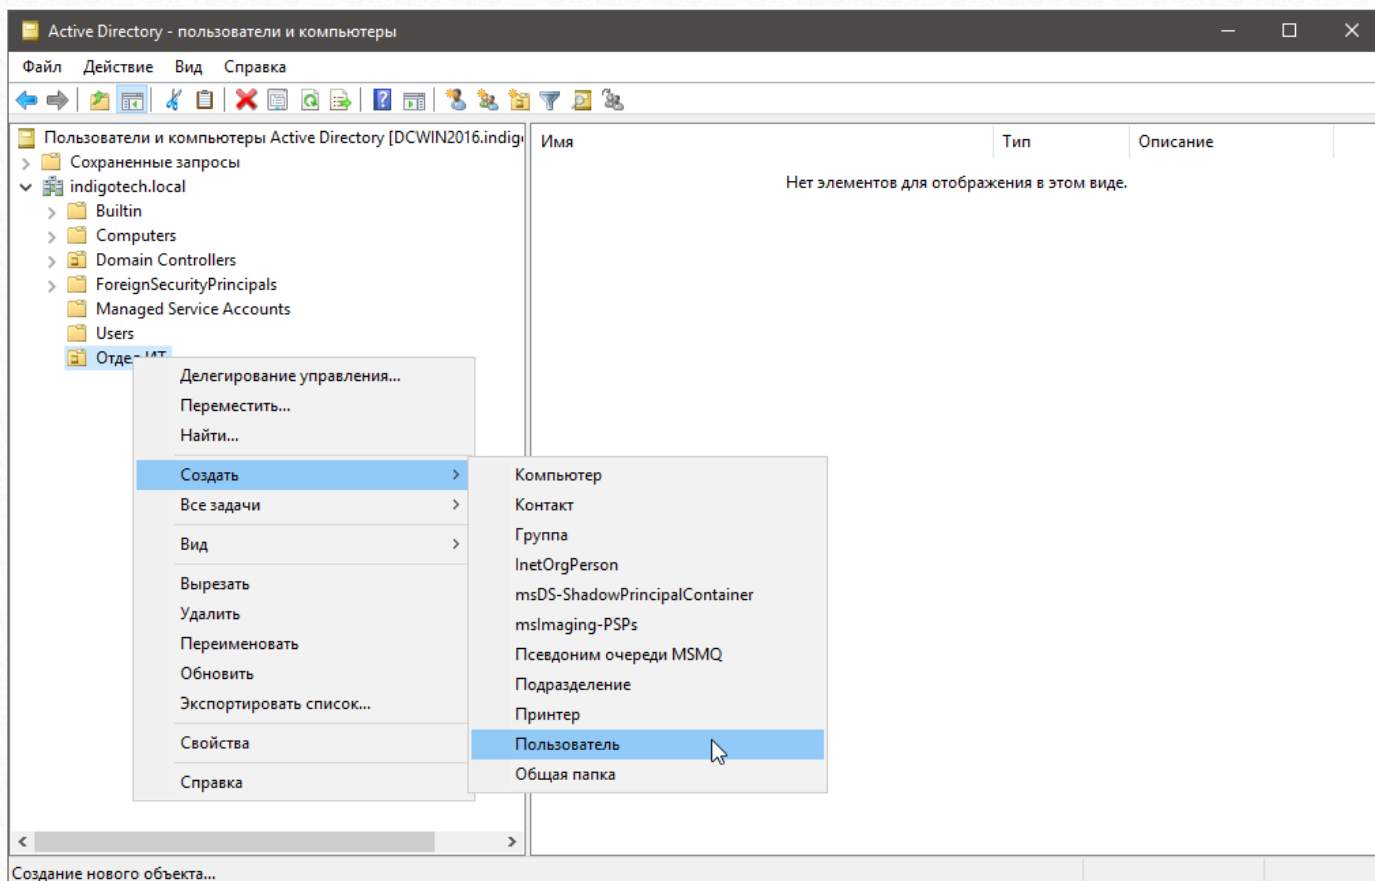 Active Directory - пользователи и компьютеры
Файл Действие Вид Справка
Пользователи и компьютеры Active Directory [DCWIN2016.indig
Сохраненные запросы
indigotech.local
Builtin
Computers
Domain Controllers
ForeignSecurityPrincipals
Managed Service Accounts
Users
Отдел ИТ
Имя Тип Описание
Нет элементов для отображения в этом виде.
Делегирование управления...
Переместить...
Найти...
Создать
Все задачи
Вид
Вырезать
Удалить
Переименовать
Обновить
Экспортировать список...
Свойства
Справка
Компьютер
Контакт
Группа
InetOrgPerson
msDS-ShadowPrincipalContainer
msImaging-PSPs
Псевдоним очереди MSMQ
Подразделение
Принтер
Пользователь
Общая папка
Создание нового объекта...